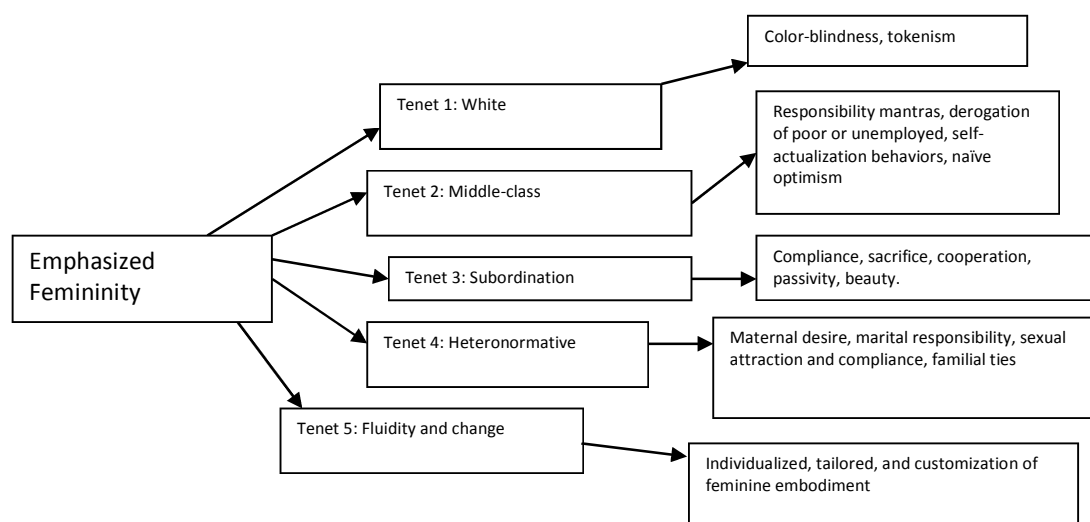 Color-blindness, tokenism
Tenet 1: White
Responsibility mantras, derogation
of poor or unemployed, self-
actualization behaviors, naïve
optimism
Tenet 2: Middle-class
Emphasized
Femininity
Tenet 3: Subordination
Compliance, sacrifice, cooperation,
passivity, beauty.
Tenet 4: Heteronormative
Maternal desire, marital responsibility, sexual
attraction and compliance, familial ties
Tenet 5: Fluidity and change
Individualized, tailored, and customization of
feminine embodiment